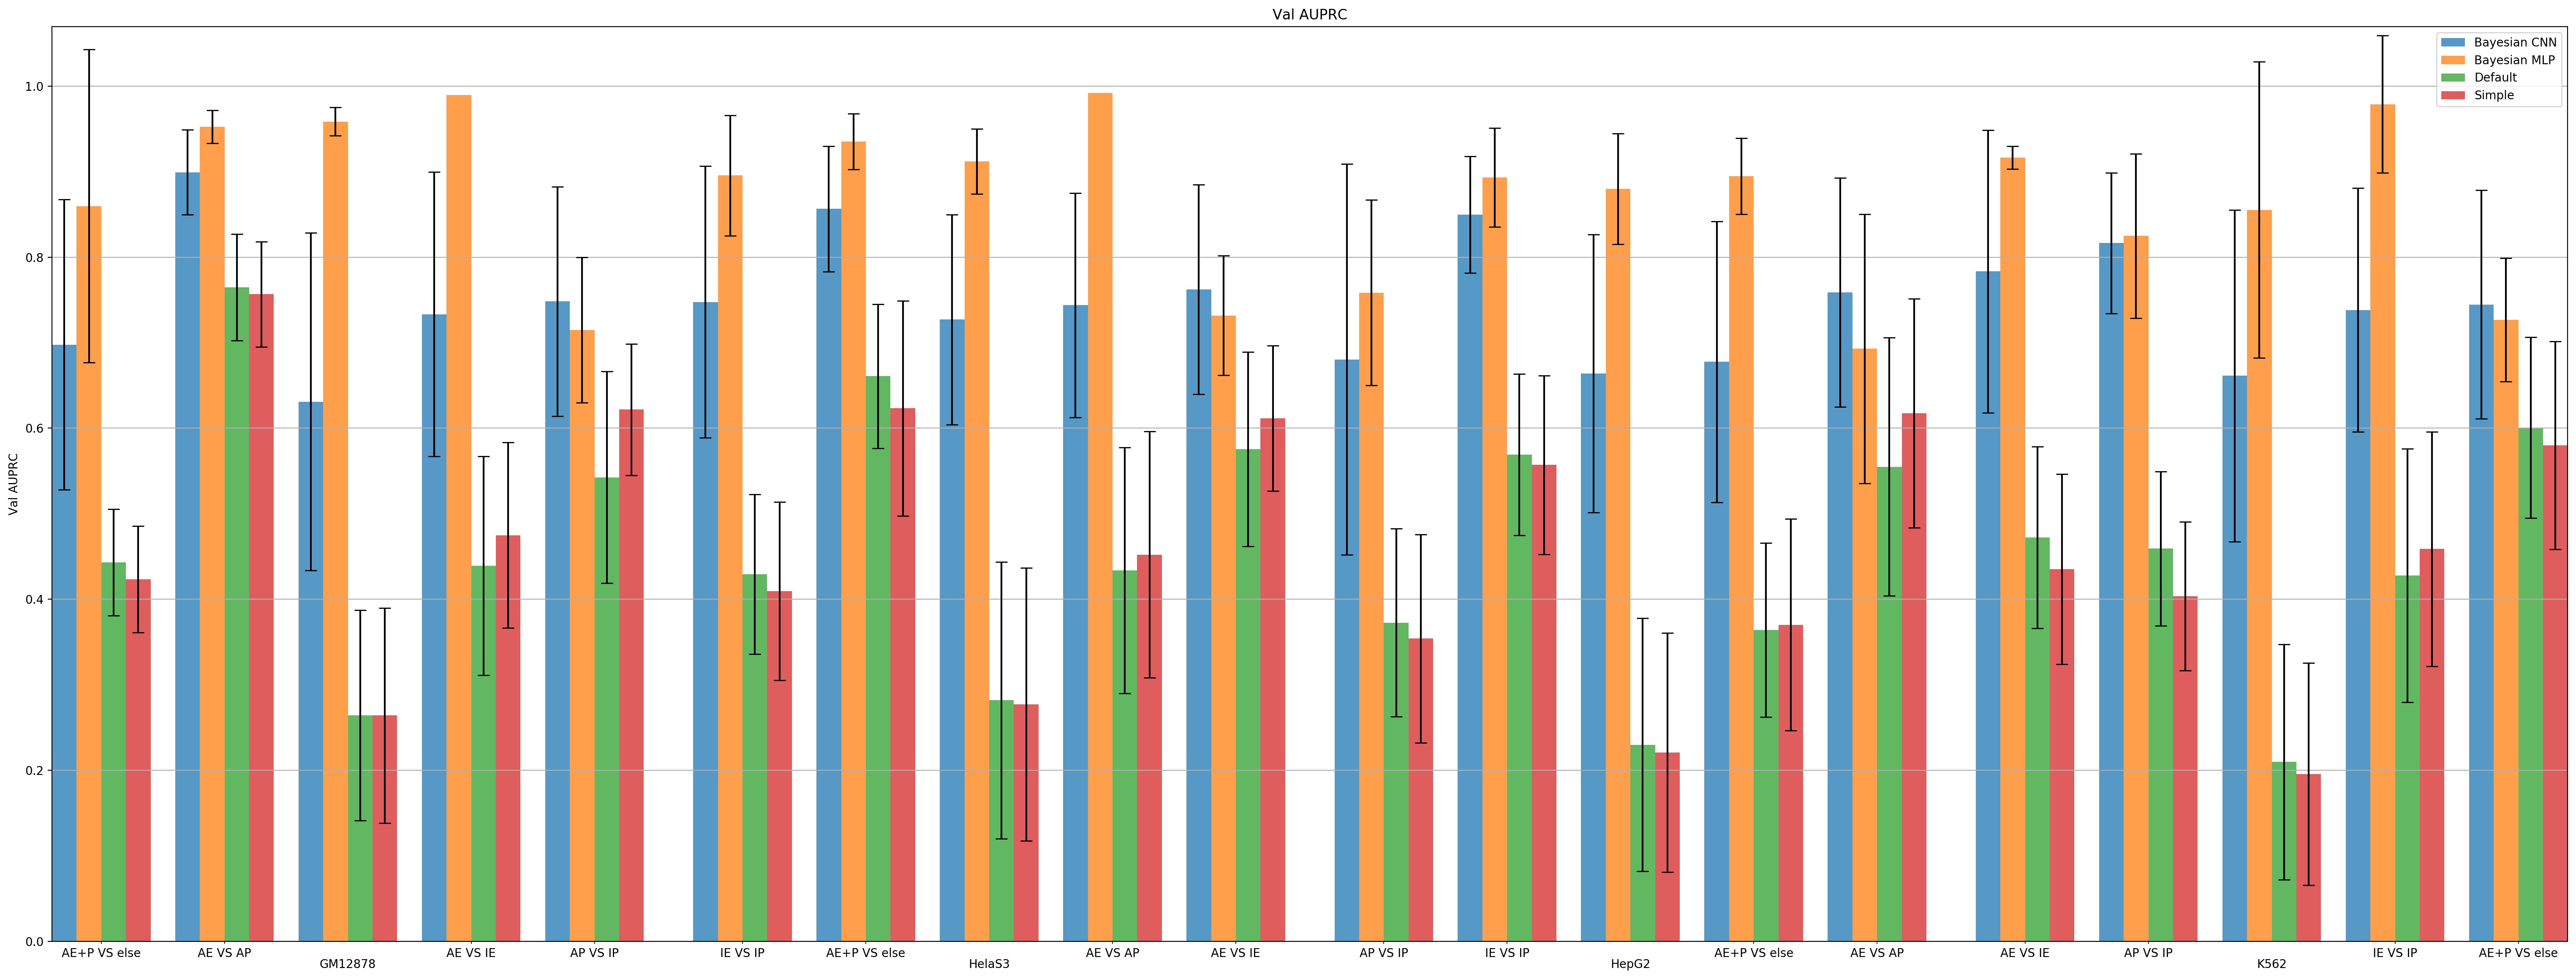 Val AUPRC
Bayesian CNN
Bayesian MLP
Default
Simple
Val AUPRC
1.0
0.8
0.6
0.4
0.2
0.0
AE+P VS else AE VS AP AE VS IE AP VS IP IE VS IP AE+P VS else AE VS AP AE VS IE AP VS IP IE VS IP AE+P VS else AE VS AP AE VS IE AP VS IP IE VS IP AE+P VS else
GM12878 HelaS3 HepG2 K562